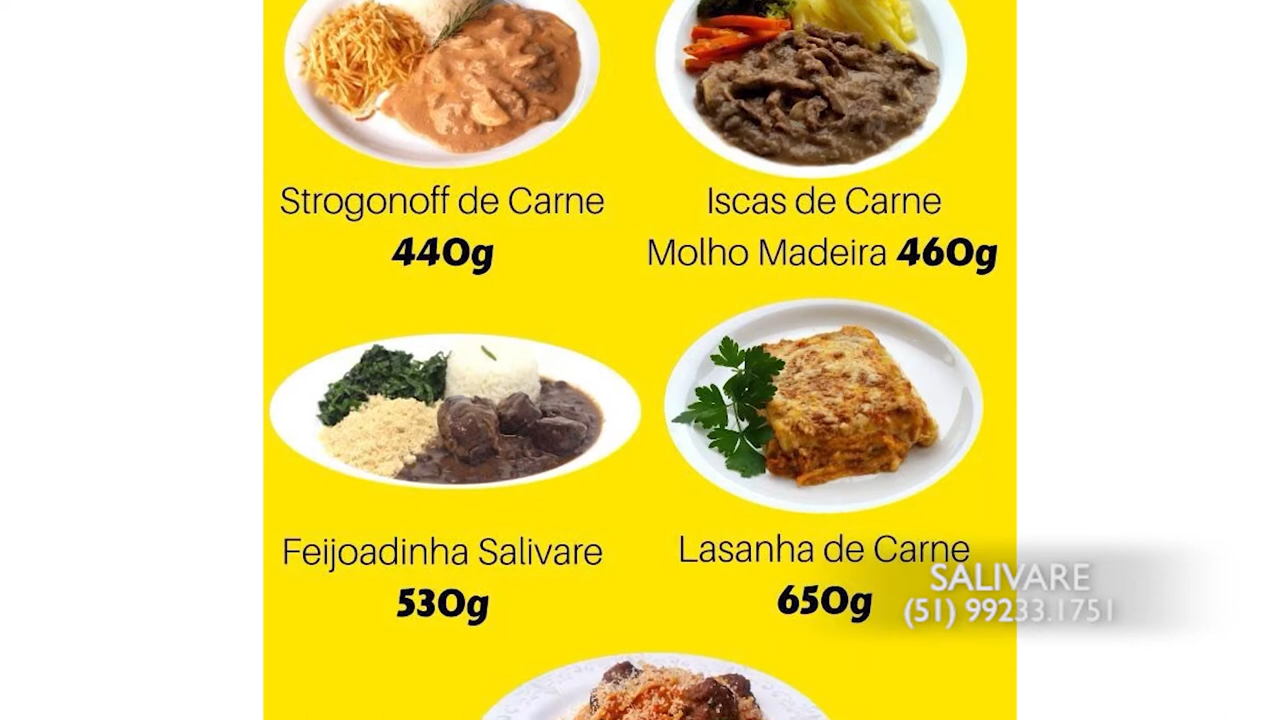 Strogonoff de Carne
440g
Iscas de Carne
Molho Madeira 460g
Feijoadinha Salivare
530g
Lasanha de Carne
650g
SALIVARE
(51) 99233.1751